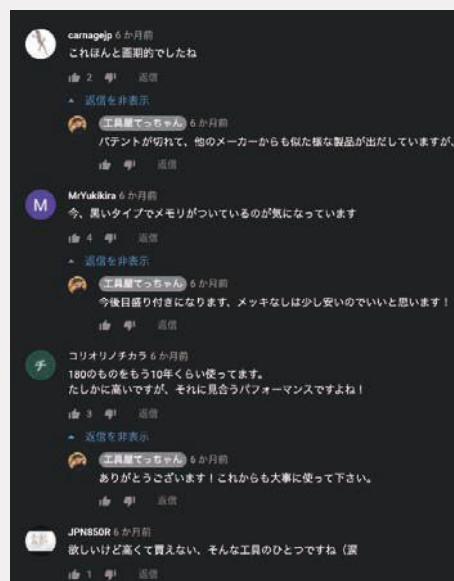 carnagejp 6 か月前
これほんと画期的でしたね
2 返信
返信を非表示
工具屋てっちゃん 6 か月前
パテントが切れて、他のメーカーからも似た様な製品が出だしていますが、
返信
M
MrYukikira 6 か月前
今、黒いタイプでメモリがついているのが気になっています
4 返信
返信を非表示
工具屋てっちゃん 6 か月前
今後目盛り付きになります、メッキなしは少し安いのでいいと思います！
返信
チ
コリオリノチカラ 6 か月前
180のものをもう10年くらい使ってます。
たしかに高いですが、それに見合うパフォーマンスですよね！
3 返信
返信を非表示
工具屋てっちゃん 6 か月前
ありがとうございます！これからも大事に使って下さい。
返信
JPN850R 6 か月前
欲しいけど高くて買えない、そんな工具のひとつですね（涙
1 返信